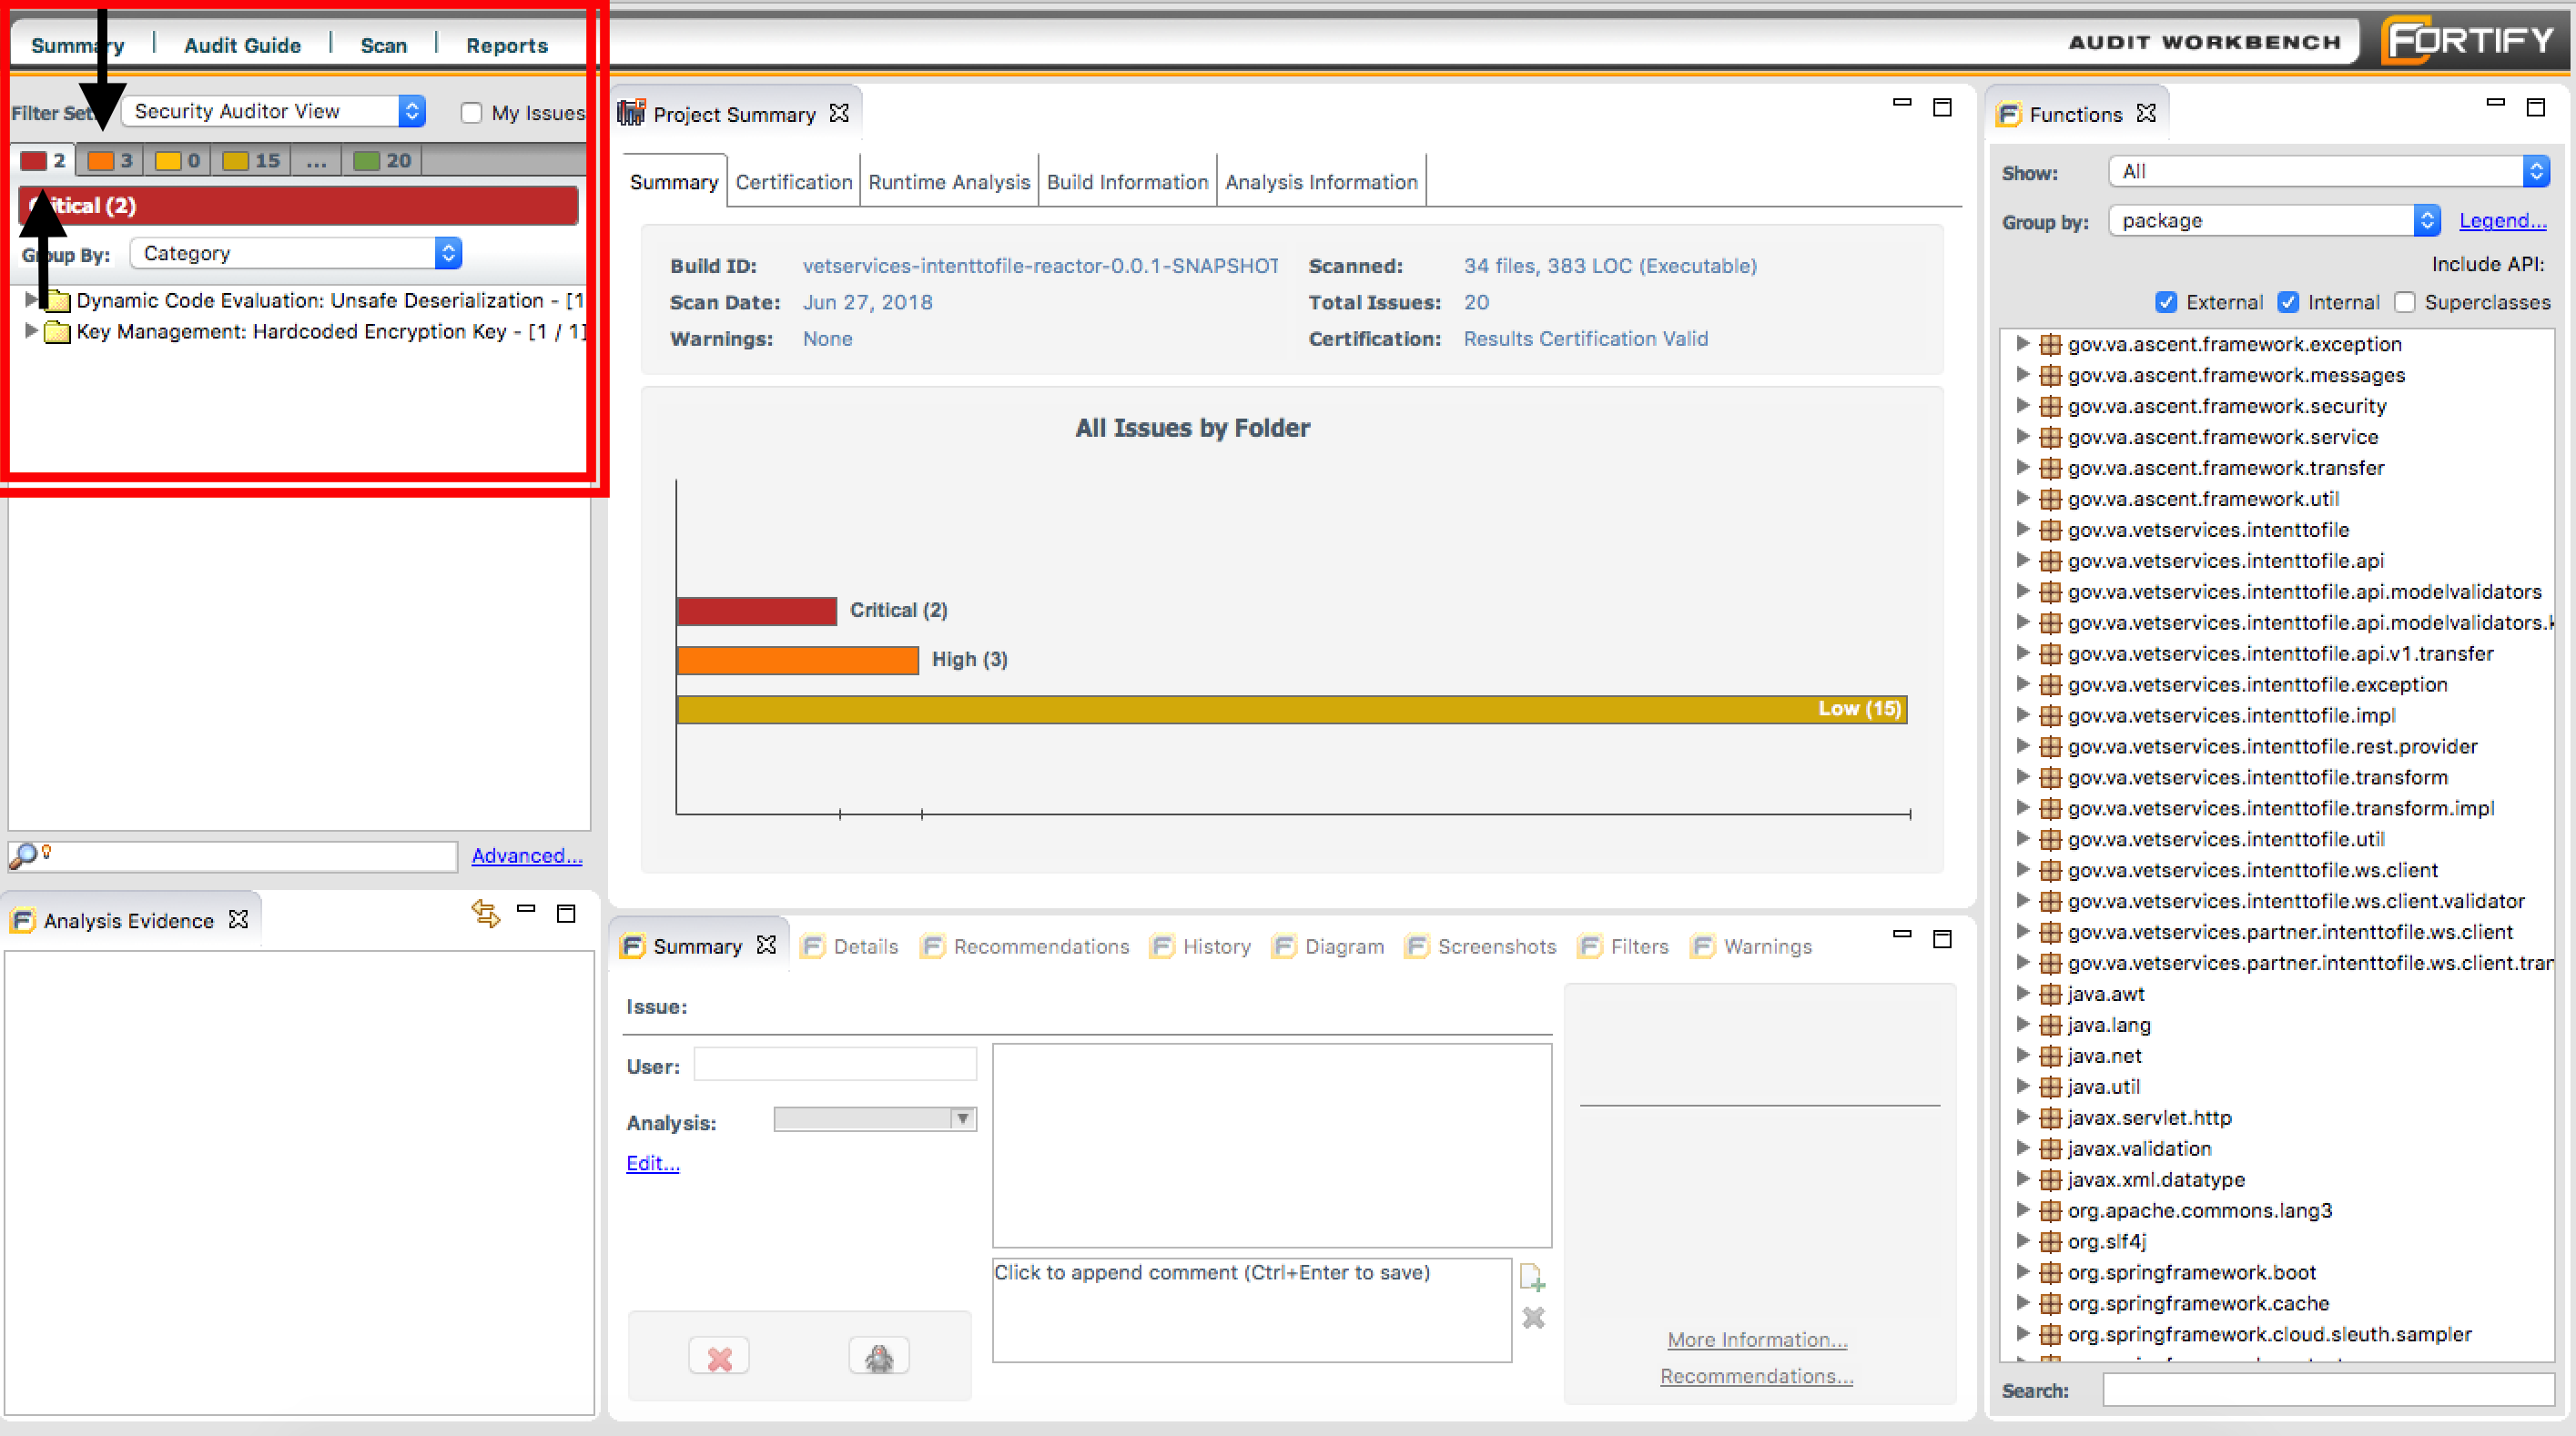 Summary | Audit Guide | Scan | Reports
AUDIT WORKBENCH FORTIFY
Filter Set: Security Auditor View My Issues
2 3 0 15 ... 20
Critical (2)
Group By: Category
Dynamic Code Evaluation: Unsafe Deserialization - [1
Key Management: Hardcoded Encryption Key - [1 / 1]
Advanced...
Analysis Evidence
Project Summary
Summary Certification Runtime Analysis Build Information Analysis Information
Build ID: vetservices-intenttofile-reactor-0.0.1-SNAPSHOT Scanned: 34 files, 383 LOC (Executable)
Scan Date: Jun 27, 2018 Total Issues: 20
Warnings: None Certification: Results Certification Valid
All Issues by Folder
Critical (2)
High (3)
Low (15)
Summary Details Recommendations History Diagram Screenshots Filters Warnings
Issue:
User:
Analysis:
Edit...
Click to append comment (Ctrl+Enter to save)
More Information...
Recommendations...
Functions
Show: All
Group by: package Legend...
Include API:
External Internal Superclasses
gov.va.ascent.framework.exception
gov.va.ascent.framework.messages
gov.va.ascent.framework.security
gov.va.ascent.framework.service
gov.va.ascent.framework.transfer
gov.va.ascent.framework.util
gov.va.vetservices.intenttofile
gov.va.vetservices.intenttofile.api
gov.va.vetservices.intenttofile.api.modelvalidators
gov.va.vetservices.intenttofile.api.modelvalidators.
gov.va.vetservices.intenttofile.api.v1.transfer
gov.va.vetservices.intenttofile.exception
gov.va.vetservices.intenttofile.impl
gov.va.vetservices.intenttofile.rest.provider
gov.va.vetservices.intenttofile.transform
gov.va.vetservices.intenttofile.transform.impl
gov.va.vetservices.intenttofile.util
gov.va.vetservices.intenttofile.ws.client
gov.va.vetservices.intenttofile.ws.client.validator
gov.va.vetservices.partner.intenttofile.ws.client
gov.va.vetservices.partner.intenttofile.ws.client.tran
java.awt
java.lang
java.net
java.util
javax.servlet.http
javax.validation
javax.xml.datatype
org.apache.commons.lang3
org.slf4j
org.springframework.boot
org.springframework.cache
org.springframework.cloud.sleuth.sampler
Search: